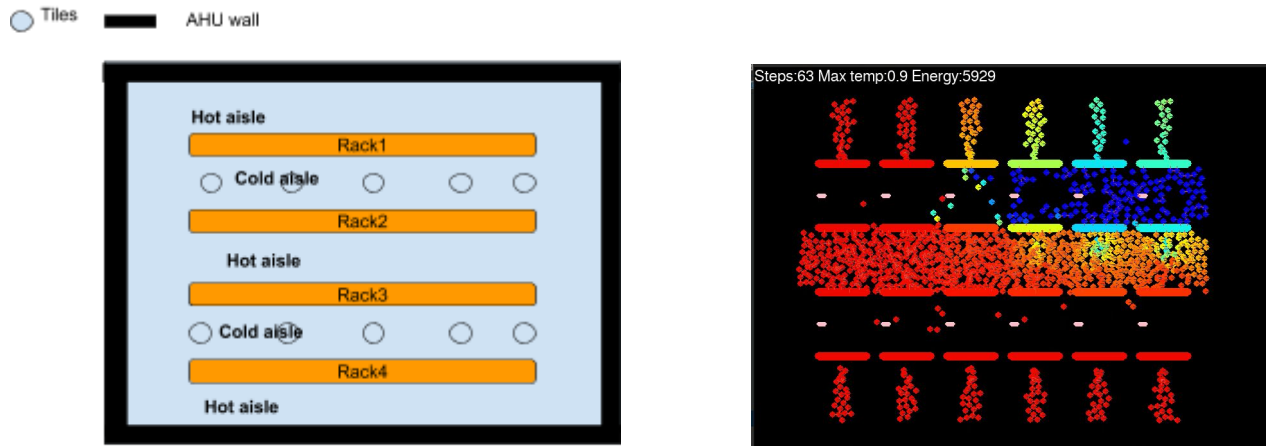 Tiles
AHU wall
Hot aisle
Rack1
Cold aisle
Rack2
Hot aisle
Rack3
Cold aisle
Rack4
Hot aisle
Steps:63 Max temp:0.9 Energy:5929